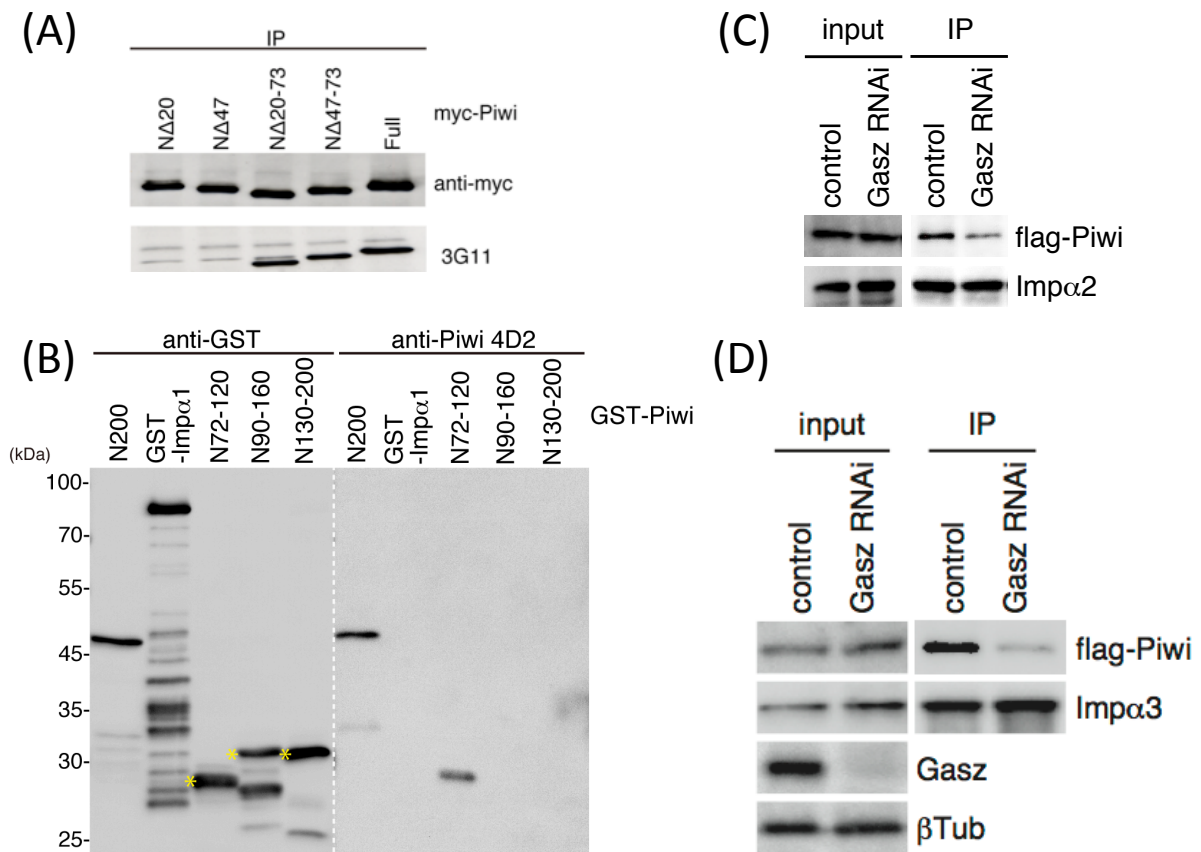 (A)
IP
NΔ20
NΔ47
NΔ20-73
NΔ47-73
Full
myc-Piwi
anti-myc
3G11
(B)
anti-GST
anti-Piwi 4D2
N200
GST
-Impα1
N72-120
N90-160
N130-200
N200
GST
-Impα1
N72-120
N90-160
N130-200
GST-Piwi
(kDa)
100-
70-
55-
45-
35-
30-
25-
*
*
*
(C)
input
IP
control
Gasz RNAi
control
Gasz RNAi
flag-Piwi
Impα2
(D)
input
IP
control
Gasz RNAi
control
Gasz RNAi
flag-Piwi
Impα3
Gasz
βTub